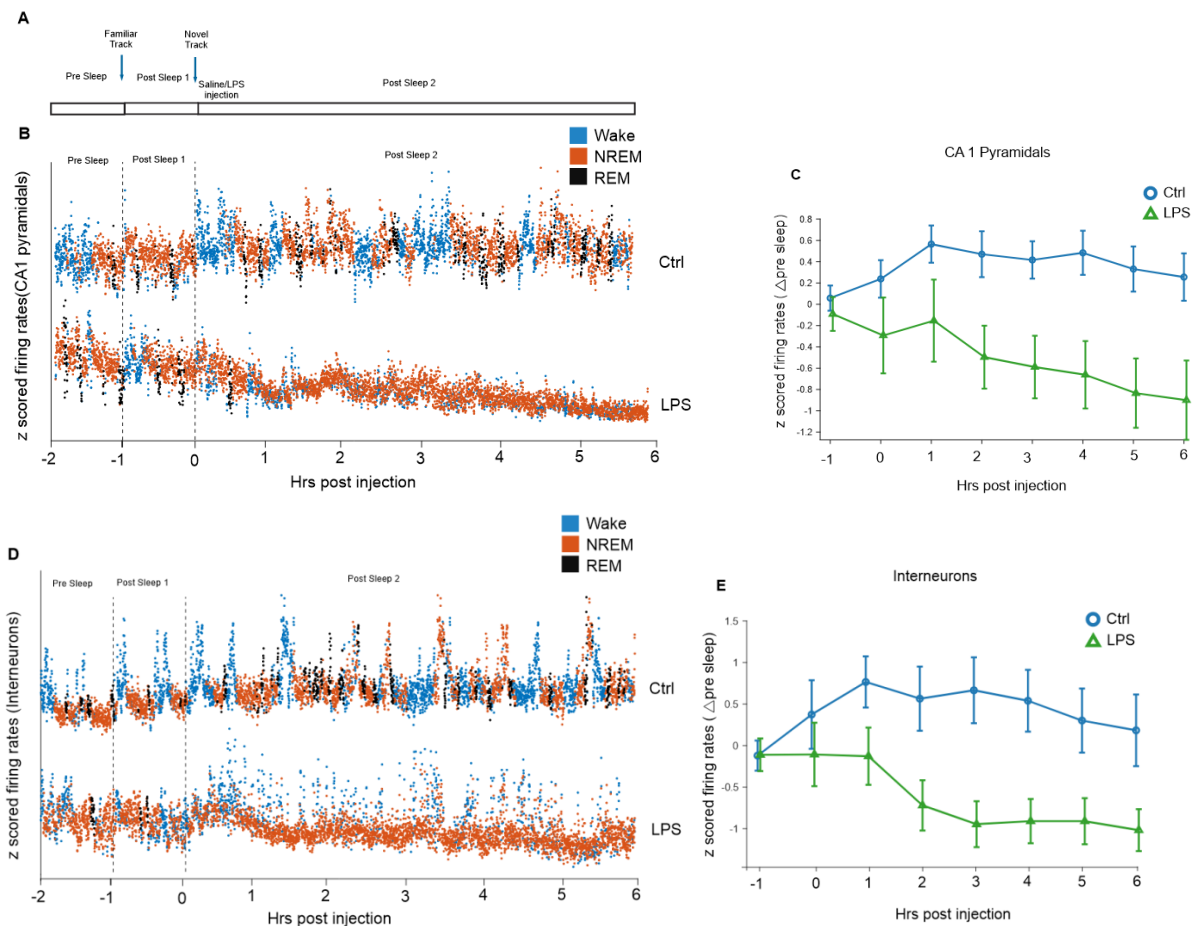 A
Familiar
Track
Novel
Track
Pre Sleep
Post Sleep 1
Saline/LPS
injection
Post Sleep 2
B
Wake
NREM
REM
Pre Sleep
Post Sleep 1
Post Sleep 2
z scored firing rates(CA1 pyramidals)
Ctrl
LPS
-2 -1 0 1 2 3 4 5 6
Hrs post injection
CA 1 Pyramidals
C
Ctrl
LPS
z scored firing rates ( △pre sleep)
0.8
0.6
0.4
0.2
0
-0.2
-0.4
-0.6
-0.8
-1
-1.2
-1 0 1 2 3 4 5 6
Hrs post injection
D
Wake
NREM
REM
Pre Sleep
Post Sleep 1
Post Sleep 2
z scored firing rates (Interneurons)
Ctrl
LPS
-2 -1 0 1 2 3 4 5 6
Hrs post injection
Interneurons
E
Ctrl
LPS
z scored firing rates ( △pre sleep)
1.5
1
0.5
0
-0.5
-1
-1 0 1 2 3 4 5 6
Hrs post injection